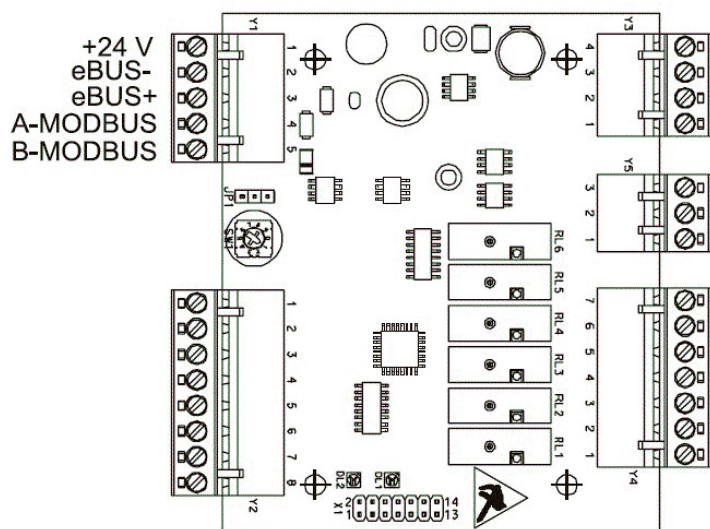 +24 V
eBUS-
eBUS+
A-MODBUS
B-MODBUS
Y1
1
2
3
4
5
JP1
SW1
1
2
3
4
5
6
7
8
Y2
Y3
4
3
2
1
Y5
3
2
1
RL6
RL5
RL4
RL3
RL2
RL1
7
6
5
4
3
2
1
Y4
DL2
DL1
X1
2
14
1
13